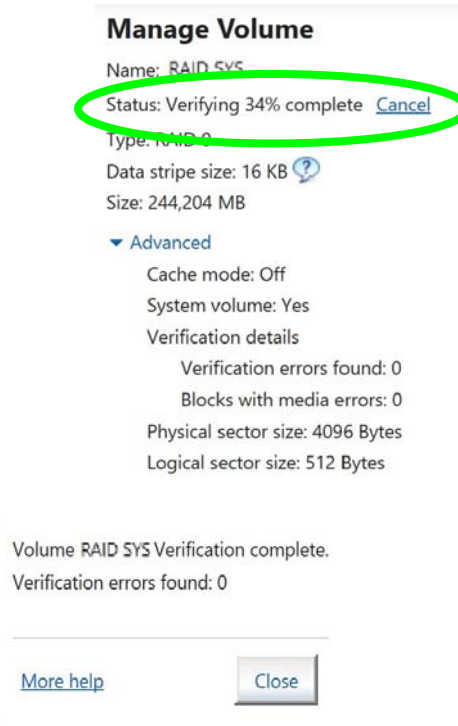 Manage Volume
Name: RAID SYS
Status: Verifying 34% complete Cancel
Type: RAID 0
Data stripe size: 16 KB ?
Size: 244,204 MB
Advanced
Cache mode: Off
System volume: Yes
Verification details
Verification errors found: 0
Blocks with media errors: 0
Physical sector size: 4096 Bytes
Logical sector size: 512 Bytes
Volume RAID SYS Verification complete.
Verification errors found: 0
More help Close